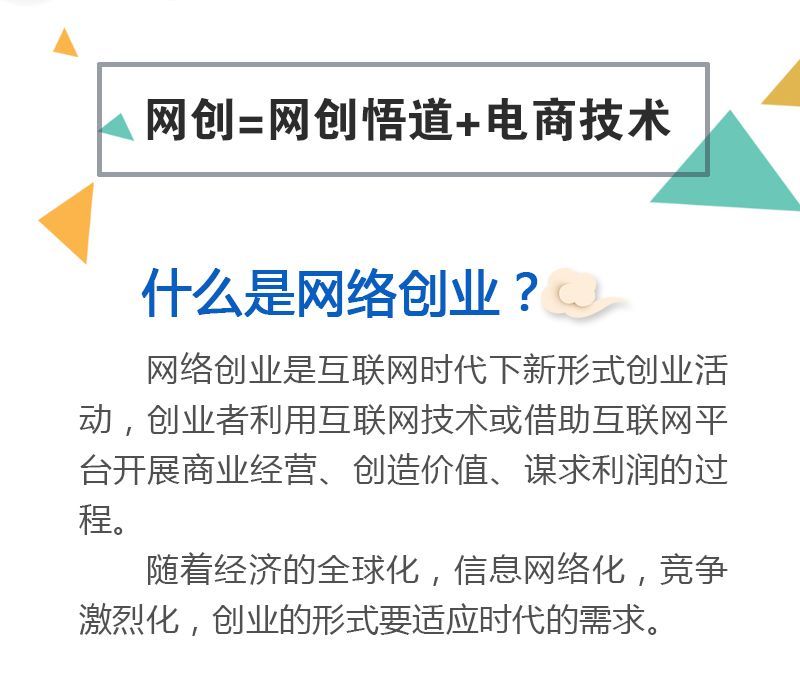 网创=网创悟道+电商技术
什么是网络创业？
网络创业是互联网时代下新形式创业活
动，创业者利用互联网技术或借助互联网平
台开展商业经营、创造价值、谋求利润的过
程。
随着经济的全球化，信息网络化，竞争
激烈化，创业的形式要适应时代的需求。